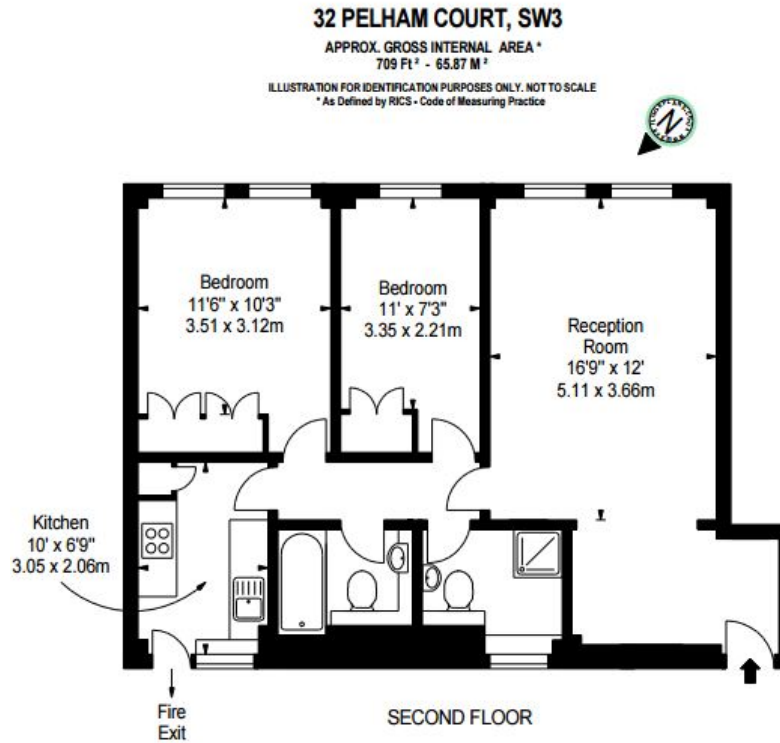 32 PELHAM COURT, SW3
APPROX. GROSS INTERNAL AREA *
709 Ft ² - 65.87 M ²
ILLUSTRATION FOR IDENTIFICATION PURPOSES ONLY. NOT TO SCALE
* As Defined by RICS - Code of Measuring Practice
N
Bedroom
11'6" x 10'3"
3.51 x 3.12m
Bedroom
11' x 7'3"
3.35 x 2.21m
Reception
Room
16'9" x 12'
5.11 x 3.66m
Kitchen
10' x 6'9"
3.05 x 2.06m
Fire
Exit
SECOND FLOOR